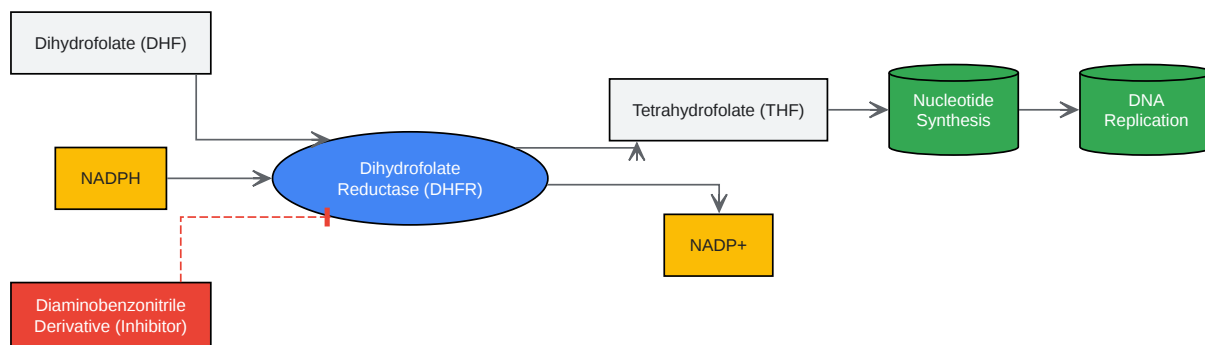 Dihydrofolate (DHF)
NADPH
Diaminobenzonitrile
Derivative (Inhibitor)
Dihydrofolate
Reductase (DHFR)
Tetrahydrofolate (THF)
NADP+
Nucleotide
Synthesis
DNA
Replication